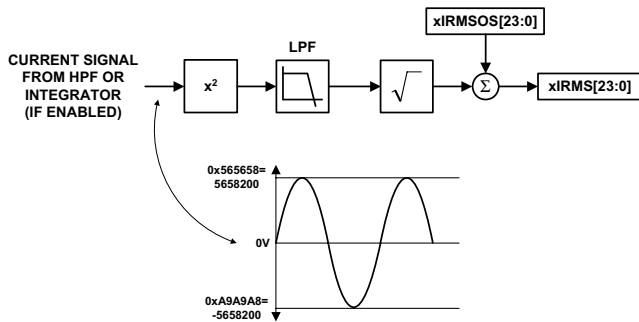 xIRMSOS[23:0]
LPF
CURRENT SIGNAL
FROM HPF OR
INTEGRATOR
(IF ENABLED)
x²
√
Σ
xIRMS[23:0]
0x565658=
5658200
0V
0xA9A9A8=
-5658200